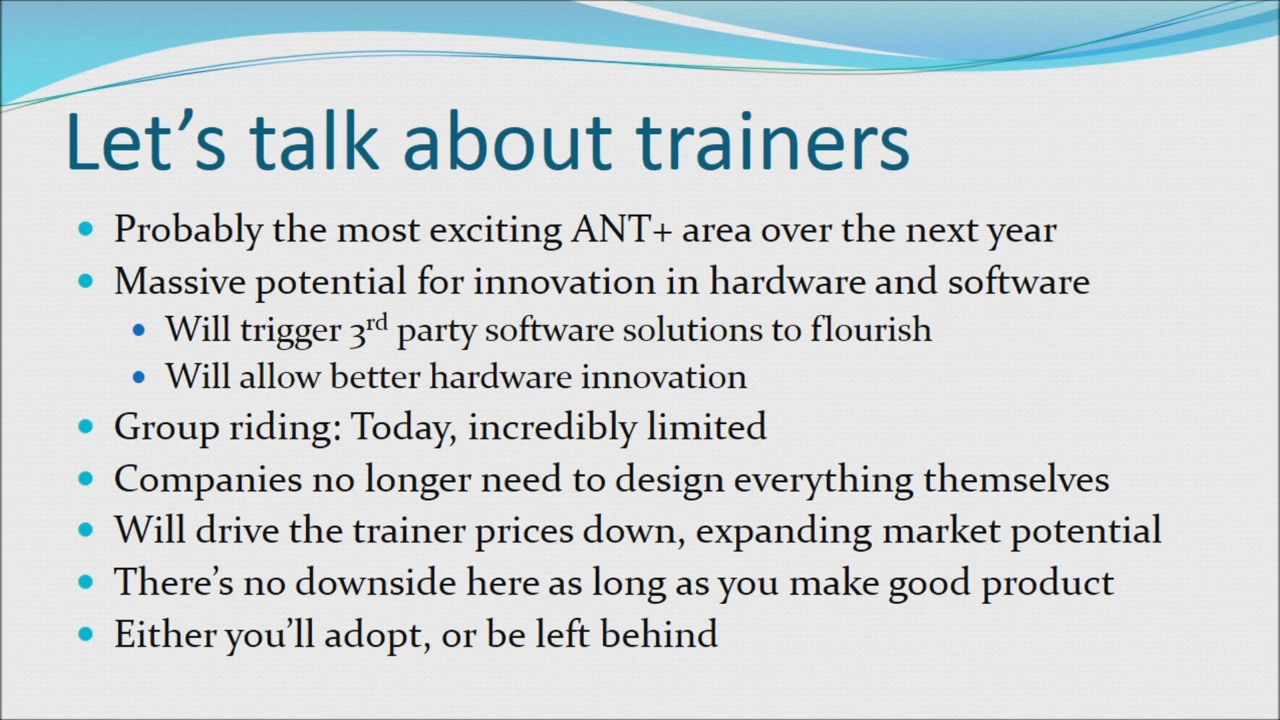 Let’s talk about trainers
Probably the most exciting ANT+ area over the next year
Massive potential for innovation in hardware and software
Will trigger 3rd party software solutions to flourish
Will allow better hardware innovation
Group riding: Today, incredibly limited
Companies no longer need to design everything themselves
Will drive the trainer prices down, expanding market potential
There’s no downside here as long as you make good product
Either you’ll adopt, or be left behind